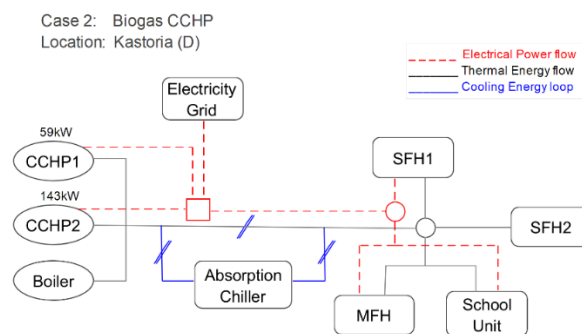 Case 2: Biogas CCHP
Location: Kastoria (D)
Electrical Power flow
Thermal Energy flow
Cooling Energy loop
Electricity
Grid
59kW
CCHP1
SFH1
143kW
CCHP2
SFH2
Boiler
Absorption
Chiller
MFH
School
Unit